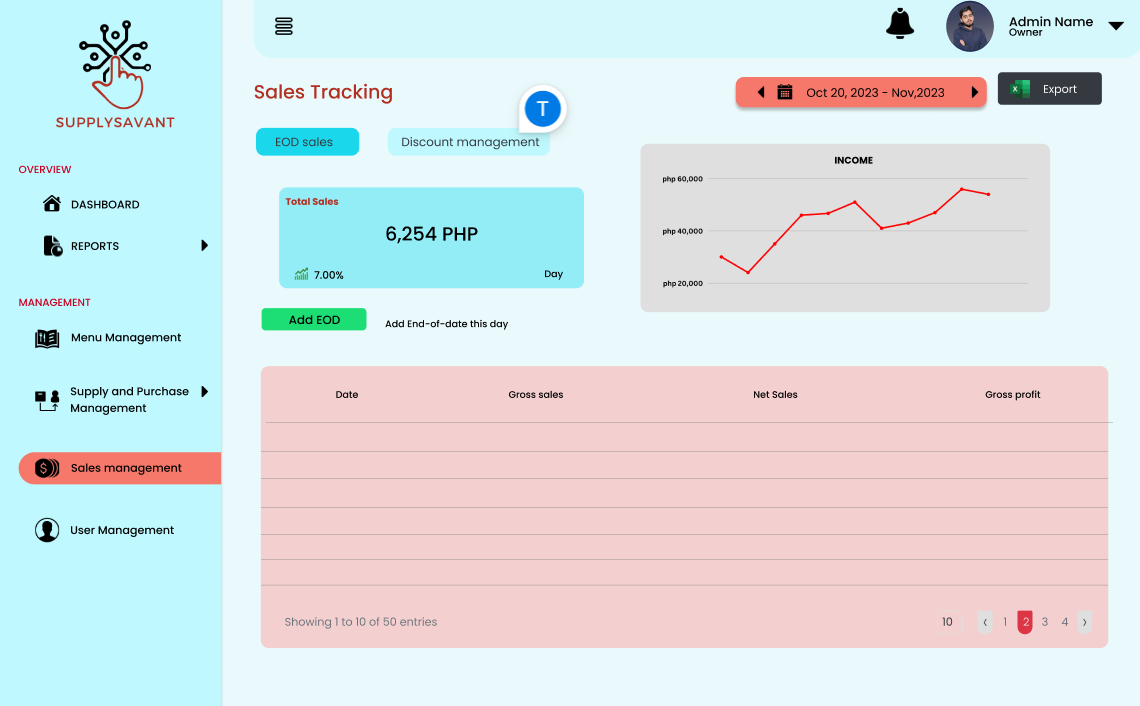 SUPPLYSAVANT
OVERVIEW
DASHBOARD
REPORTS
MANAGEMENT
Menu Management
Supply and Purchase
Management
$
Sales management
User Management
Admin Name
Owner
Sales Tracking
T
Oct 20, 2023 - Nov,2023
X
Export
EOD sales
Discount management
Total Sales
6,254 PHP
7.00%
Day
INCOME
php 60,000
php 40,000
php 20,000
Add EOD
Add End-of-date this day
Date
Gross sales
Net Sales
Gross profit
Showing 1 to 10 of 50 entries
10
‹ 1 2 3 4 ›